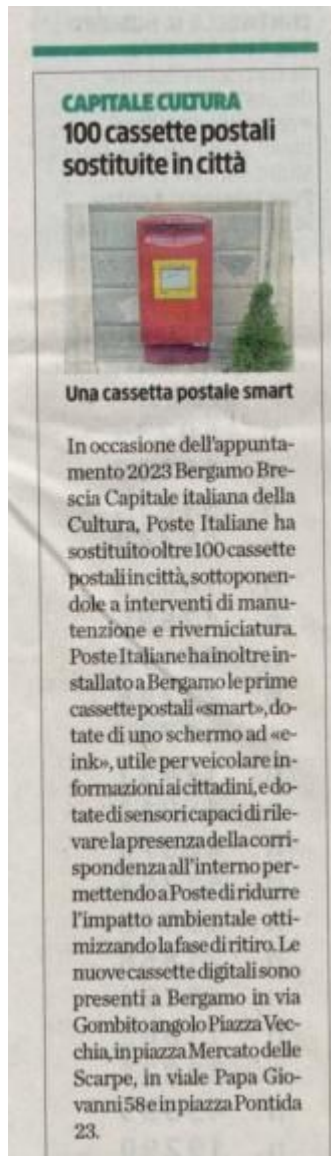 CAPITALE CULTURA
100 cassette postali
sostituite in città
Una cassetta postale smart
In occasione dell'appunta-
mento 2023 Bergamo Bre-
scia Capitale italiana della
Cultura, Poste Italiane ha
sostituito oltre 100 cassette
postali in città, sottoponen-
dole a interventi di manu-
tenzione e riverniciatura.
Poste Italiane ha inoltre in-
stallato a Bergamo le prime
cassette postali «smart», do-
tate di uno schermo ad «e-
ink», utile per veicolare in-
formazioni ai cittadini, e do-
tate di sensori capaci di rile-
vare la presenza della corri-
spondenza all'interno per-
mettendo a Poste di ridurre
l'impatto ambientale otti-
mizzando la fase di ritiro. Le
nuove cassette digitali sono
presenti a Bergamo in via
Gombito angolo Piazza Vec-
chia, in piazza Mercato delle
Scarpe, in viale Papa Gio-
vanni 58 e in piazza Pontida
23.